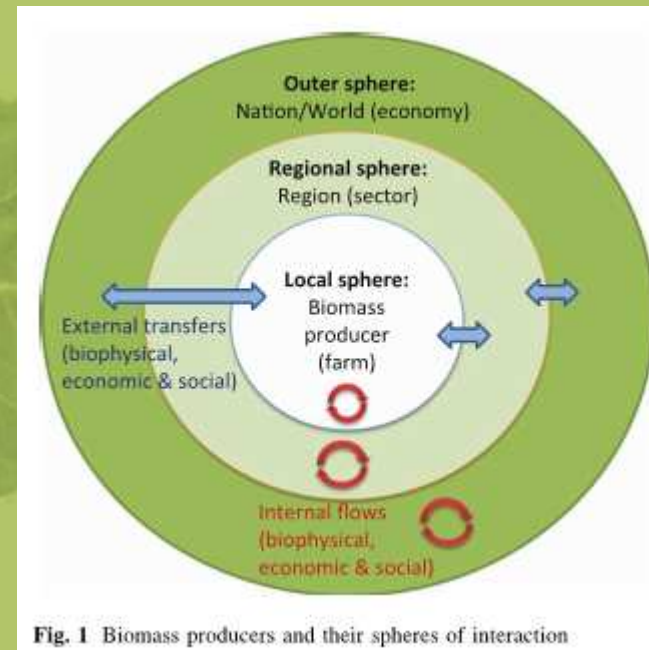 Outer sphere:
Nation/World (economy)
Regional sphere:
Region (sector)
Local sphere:
Biomass
producer
(farm)
External transfers
(biophysical,
economic & social)
Internal flows
(biophysical,
economic & social)
Fig. 1 Biomass producers and their spheres of interaction